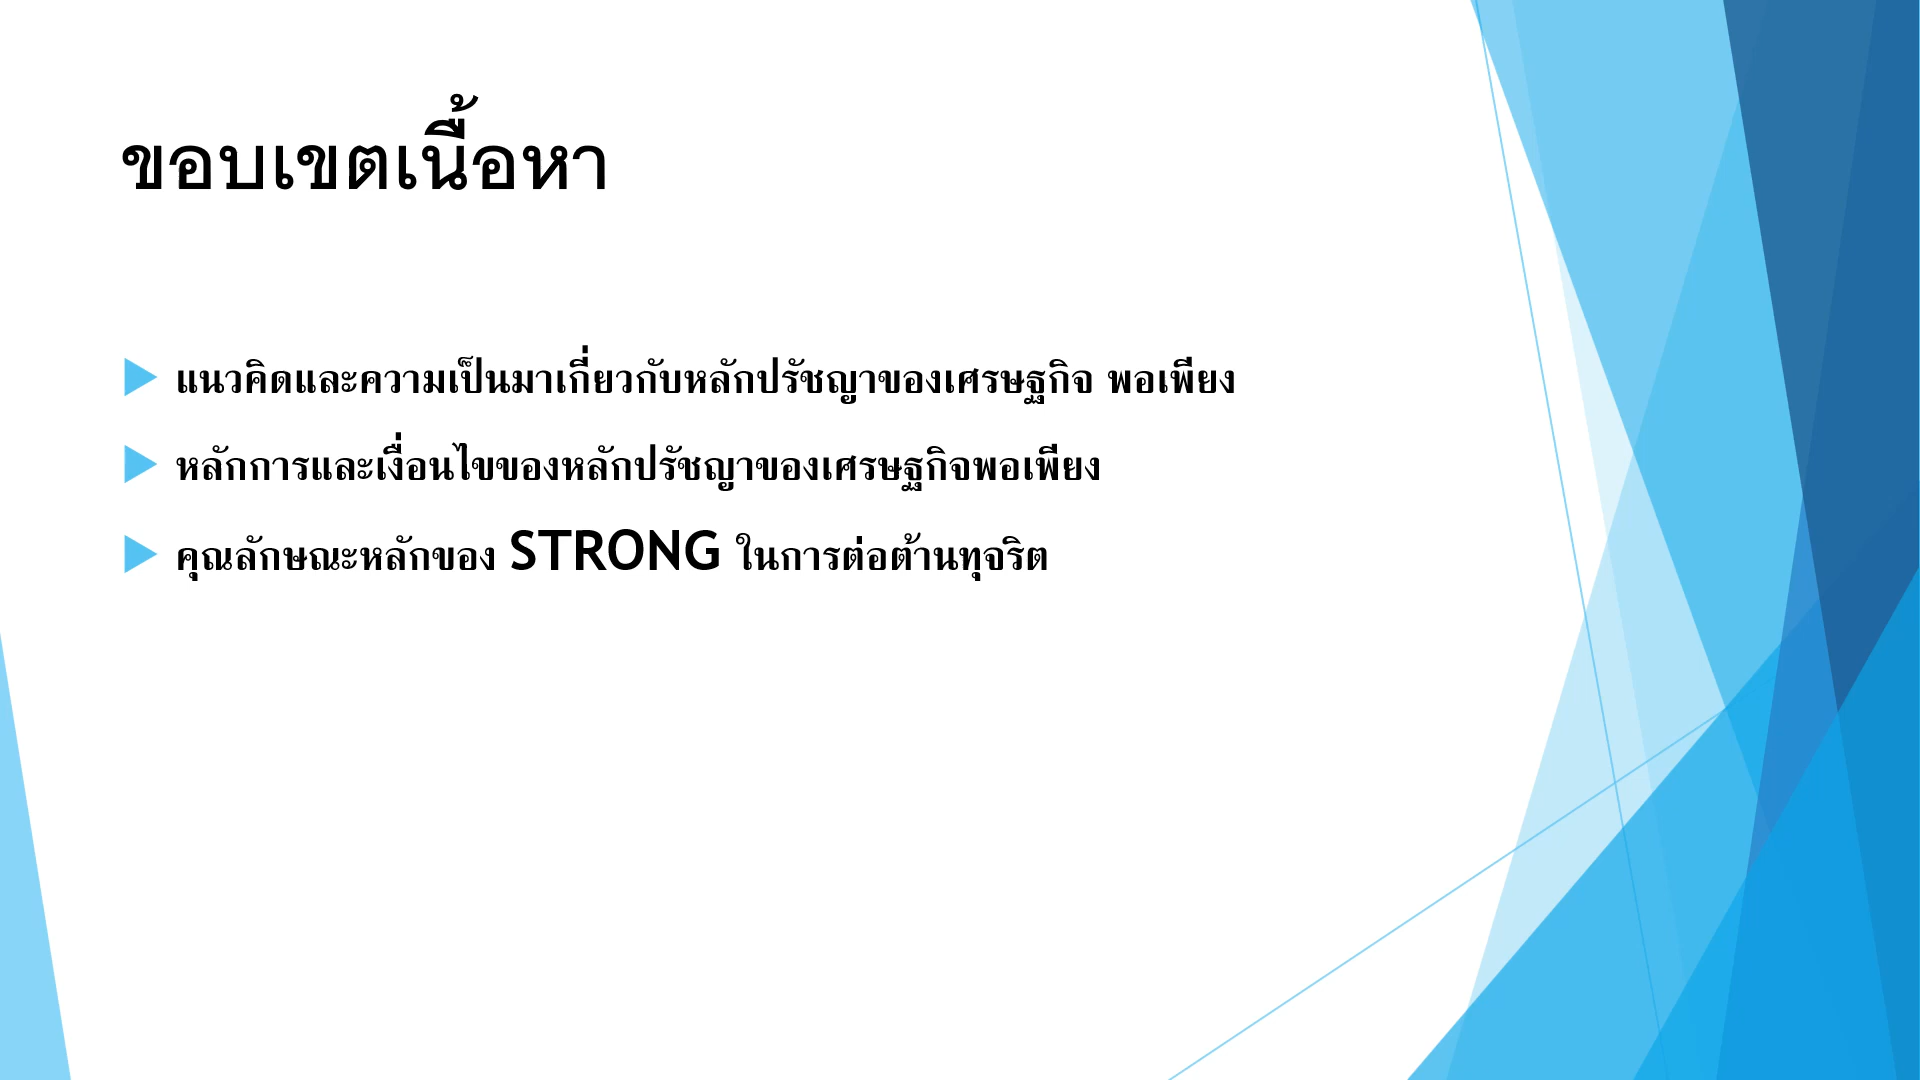 ขอบเขตเนื้อหา
แนวคิดและความเป็นมาเกี่ยวกับหลักปรัชญาของเศรษฐกิจ พอเพียง
หลักการและเงื่อนไขของหลักปรัชญาของเศรษฐกิจพอเพียง
คุณลักษณะหลักของ STRONG ในการต่อต้านทุจริต